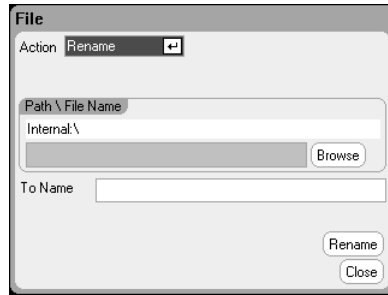 File
Action Rename
Path \ File Name
Internal:\
Browse
To Name
Rename
Close